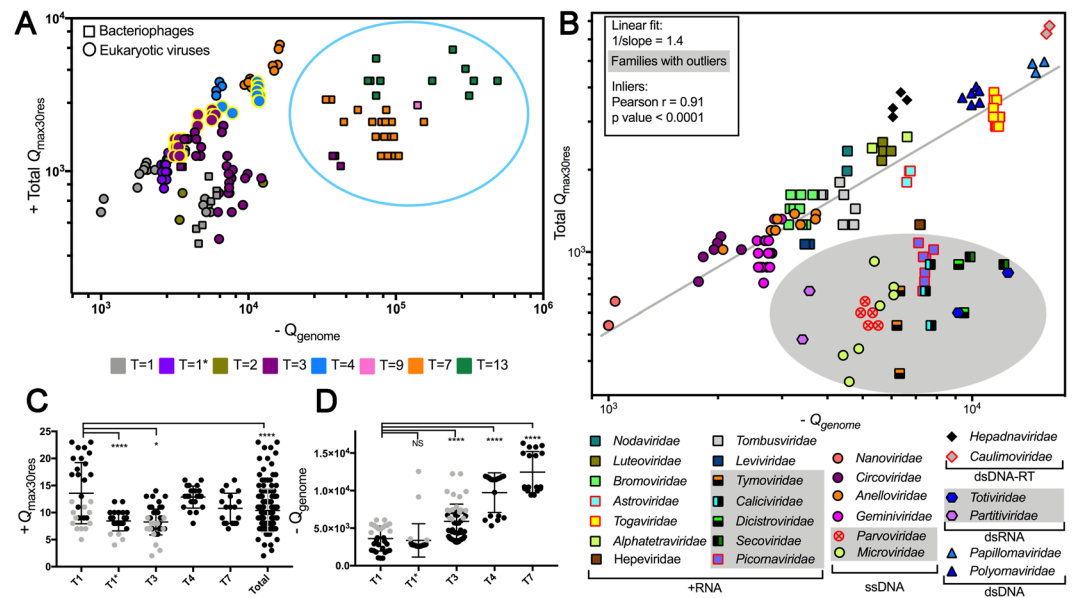 A
10⁴
Bacteriophages
Eukaryotic viruses
+ Total Qmax30res
10³
10³
10⁴
10⁵
10⁶
- Qgenome
T=1
T=1*
T=2
T=3
T=4
T=9
T=7
T=13
B
Linear fit:
1/slope = 1.4
Families with outliers
Inliers:
Pearson r = 0.91
p value < 0.0001
Total Qmax30res
10³
10³
10⁴
- Qgenome
C
+ Qmax30res
25
20
15
10
5
0
****
*
****
T1
T1*
T3
T4
T7
Total
D
- Qgenome
1.5×10⁴
1.0×10⁴
5.0×10³
0.0
NS
****
****
****
T1
T1*
T3
T4
T7
Nodaviridae
Luteoviridae
Bromoviridae
Astroviridae
Togaviridae
Alphatetraviridae
Hepeviridae
Tombusviridae
Leviviridae
Tymoviridae
Caliciviridae
Dicistroviridae
Secoviridae
Picornaviridae
+RNA
Nanoviridae
Circoviridae
Anelloviridae
Geminiviridae
Parvoviridae
Microviridae
ssDNA
Hepadnaviridae
Caulimoviridae
dsDNA-RT
Totiviridae
Partitiviridae
dsRNA
Papillomaviridae
Polyomaviridae
dsDNA